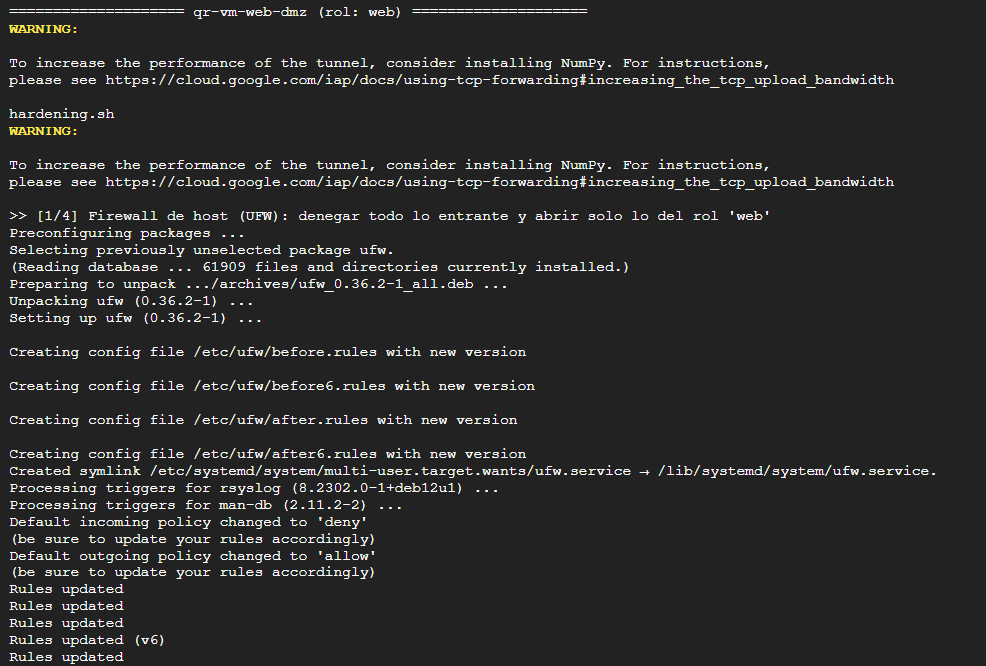 ==================== qr-vm-web-dmz (rol: web) ====================
WARNING:
To increase the performance of the tunnel, consider installing NumPy. For instructions,
please see https://cloud.google.com/iap/docs/using-tcp-forwarding#increasing_the_tcp_upload_bandwidth
hardening.sh
WARNING:
To increase the performance of the tunnel, consider installing NumPy. For instructions,
please see https://cloud.google.com/iap/docs/using-tcp-forwarding#increasing_the_tcp_upload_bandwidth
>> [1/4] Firewall de host (UFW): denegar todo lo entrante y abrir solo lo del rol 'web'
Preconfiguring packages ...
Selecting previously unselected package ufw.
(Reading database ... 61909 files and directories currently installed.)
Preparing to unpack .../archives/ufw_0.36.2-1_all.deb ...
Unpacking ufw (0.36.2-1) ...
Setting up ufw (0.36.2-1) ...
Creating config file /etc/ufw/before.rules with new version
Creating config file /etc/ufw/before6.rules with new version
Creating config file /etc/ufw/after.rules with new version
Creating config file /etc/ufw/after6.rules with new version
Created symlink /etc/systemd/system/multi-user.target.wants/ufw.service → /lib/systemd/system/ufw.service.
Processing triggers for rsyslog (8.2302.0-1+deb12u1) ...
Processing triggers for man-db (2.11.2-2) ...
Default incoming policy changed to 'deny'
(be sure to update your rules accordingly)
Default outgoing policy changed to 'allow'
(be sure to update your rules accordingly)
Rules updated
Rules updated
Rules updated
Rules updated (v6)
Rules updated